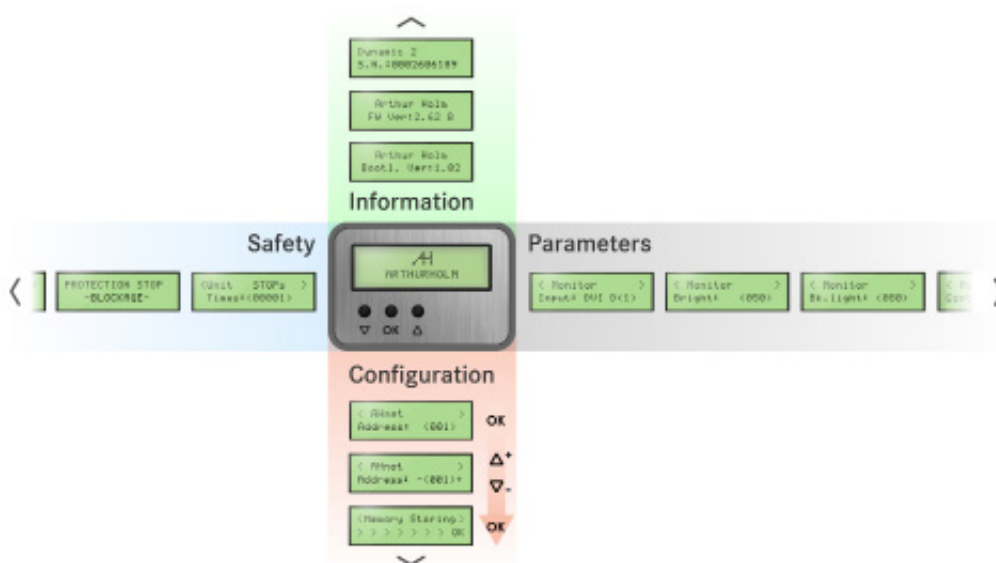 Dynamic 2
S.N.:0002606189
Arthur Holm
FW Ver:2.62 B
Arthur Holm
Bootl. Ver:1.02
Information
Safety
Parameters
PROTECTION STOP
-BLOCKAGE-
<Unit STOPs >
Times:(00001)
AH
ARTHURHOLM
▽ OK △
< Monitor >
Input: DVI D(1)
< Monitor >
Bright: (050)
< Monitor >
Bk.light: (080)
Configuration
< AHnet >
Address: (001)
OK
< AHnet >
Address: -(001)+
△+
▽-
<Memory Storing>
> > > > > > > OK
OK